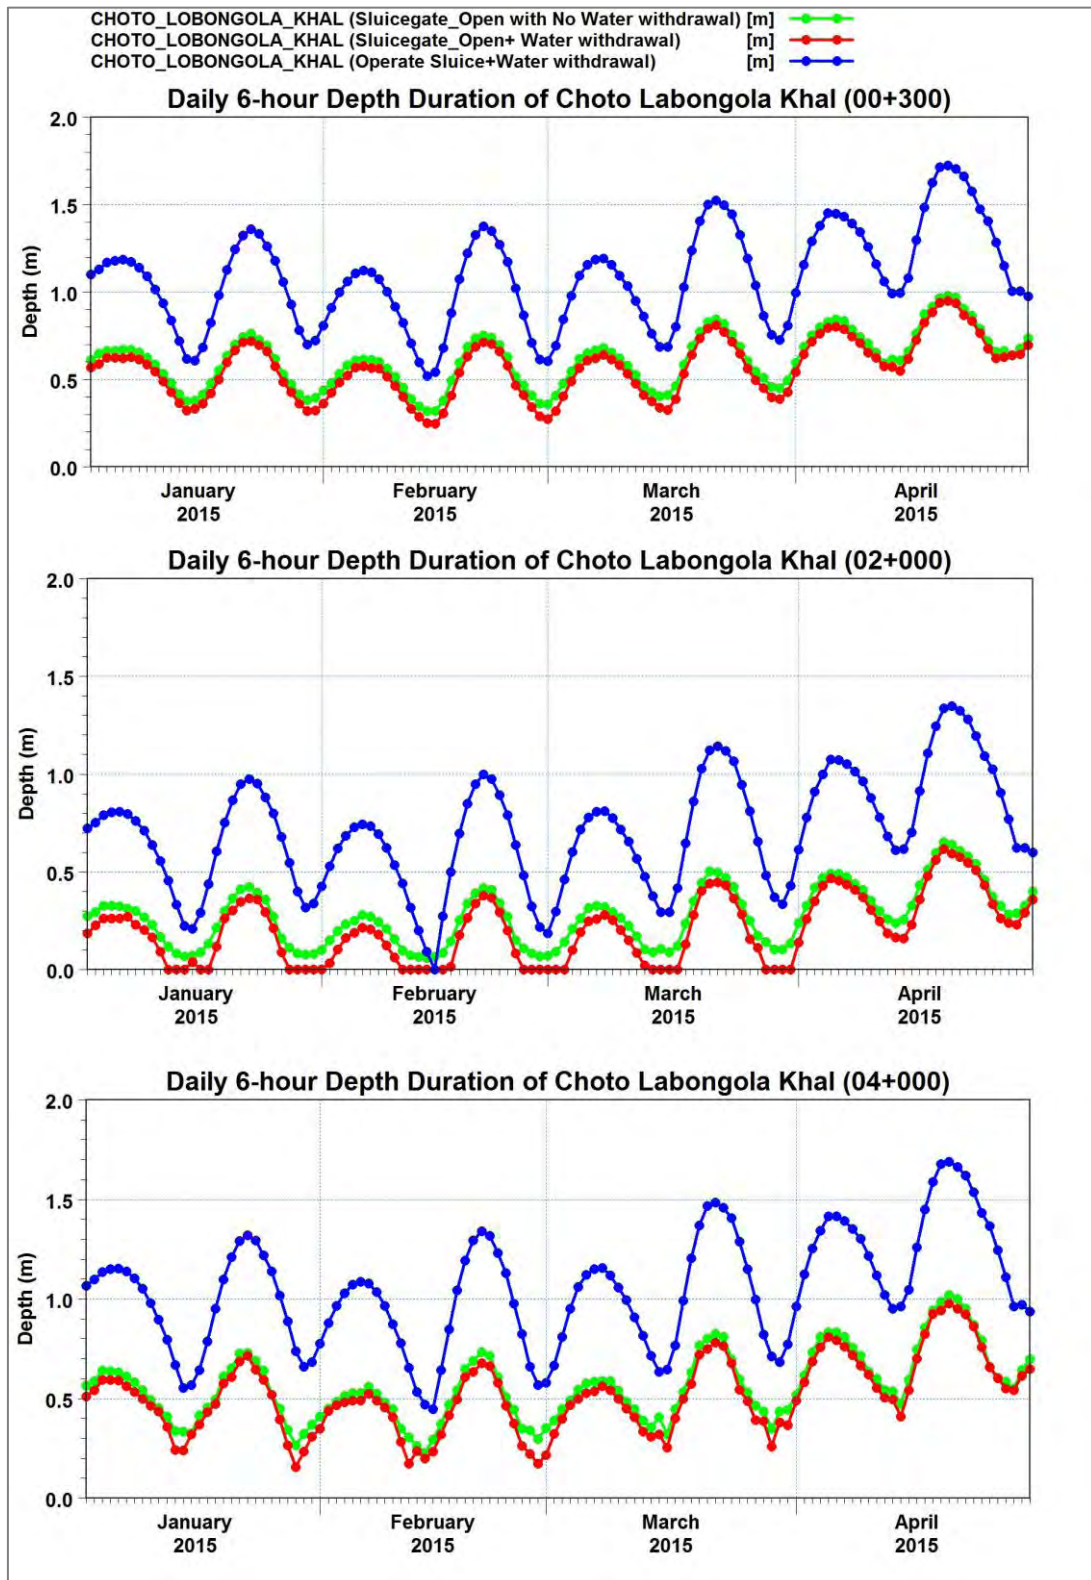 CHOTO_LOBONGOLA_KHAL (Sluicegate_Open with No Water withdrawal) [m]
CHOTO_LOBONGOLA_KHAL (Sluicegate_Open+ Water withdrawal) [m]
CHOTO_LOBONGOLA_KHAL (Operate Sluice+Water withdrawal) [m]
Daily 6-hour Depth Duration of Choto Labongola Khal (00+300)
2.0
1.5
1.0
0.5
0.0
Depth (m)
January February March April
2015 2015 2015 2015
Daily 6-hour Depth Duration of Choto Labongola Khal (02+000)
2.0
1.5
1.0
0.5
0.0
Depth (m)
January February March April
2015 2015 2015 2015
Daily 6-hour Depth Duration of Choto Labongola Khal (04+000)
2.0
1.5
1.0
0.5
0.0
Depth (m)
January February March April
2015 2015 2015 2015